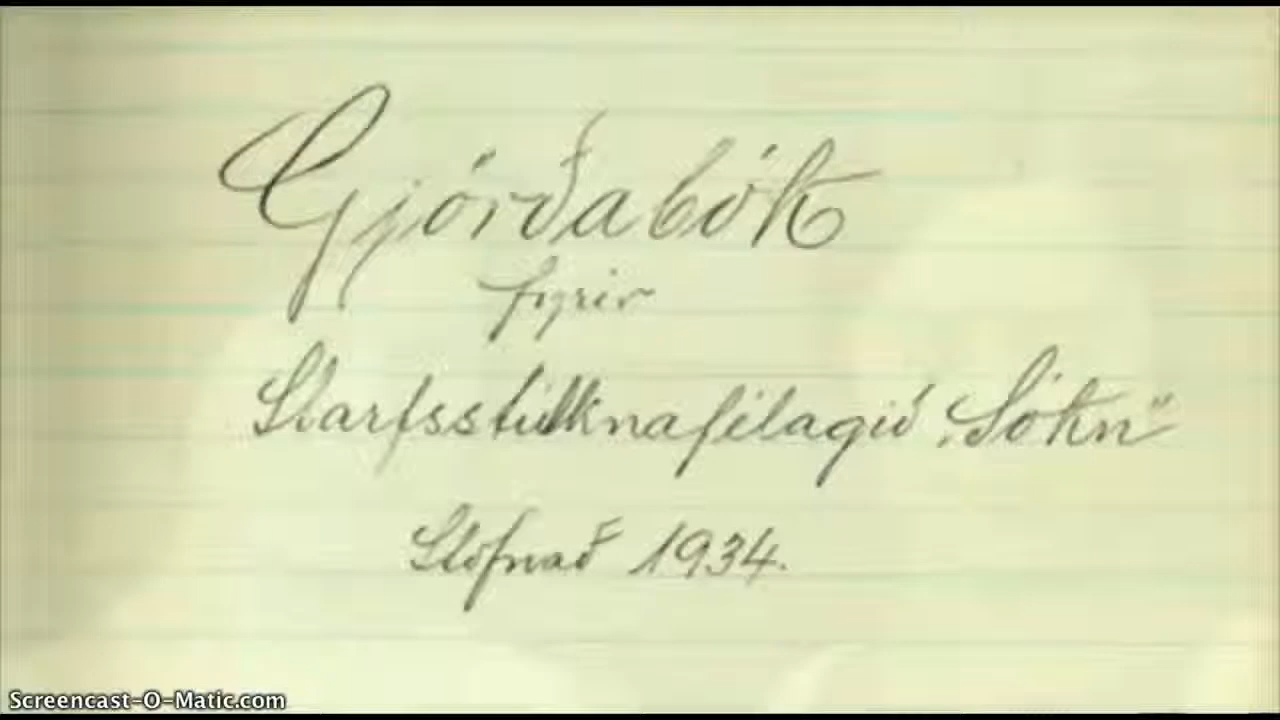 Gjörðabók
fyrir
Starfsstúlknafélagið „Sókn“
Stofnað 1934.
Screencast-O-Matic.com